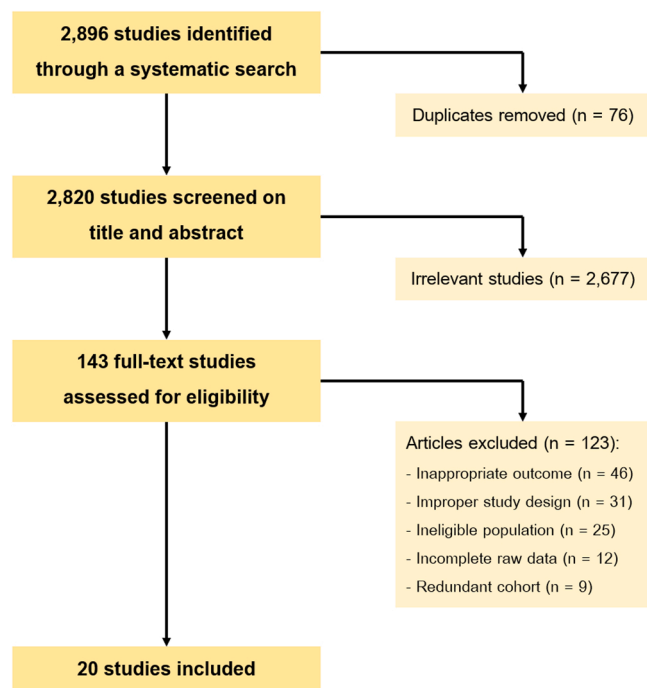 2,896 studies identified
through a systematic search
Duplicates removed (n = 76)
2,820 studies screened on
title and abstract
Irrelevant studies (n = 2,677)
143 full-text studies
assessed for eligibility
Articles excluded (n = 123):
- Inappropriate outcome (n = 46)
- Improper study design (n = 31)
- Ineligible population (n = 25)
- Incomplete raw data (n = 12)
- Redundant cohort (n = 9)
20 studies included